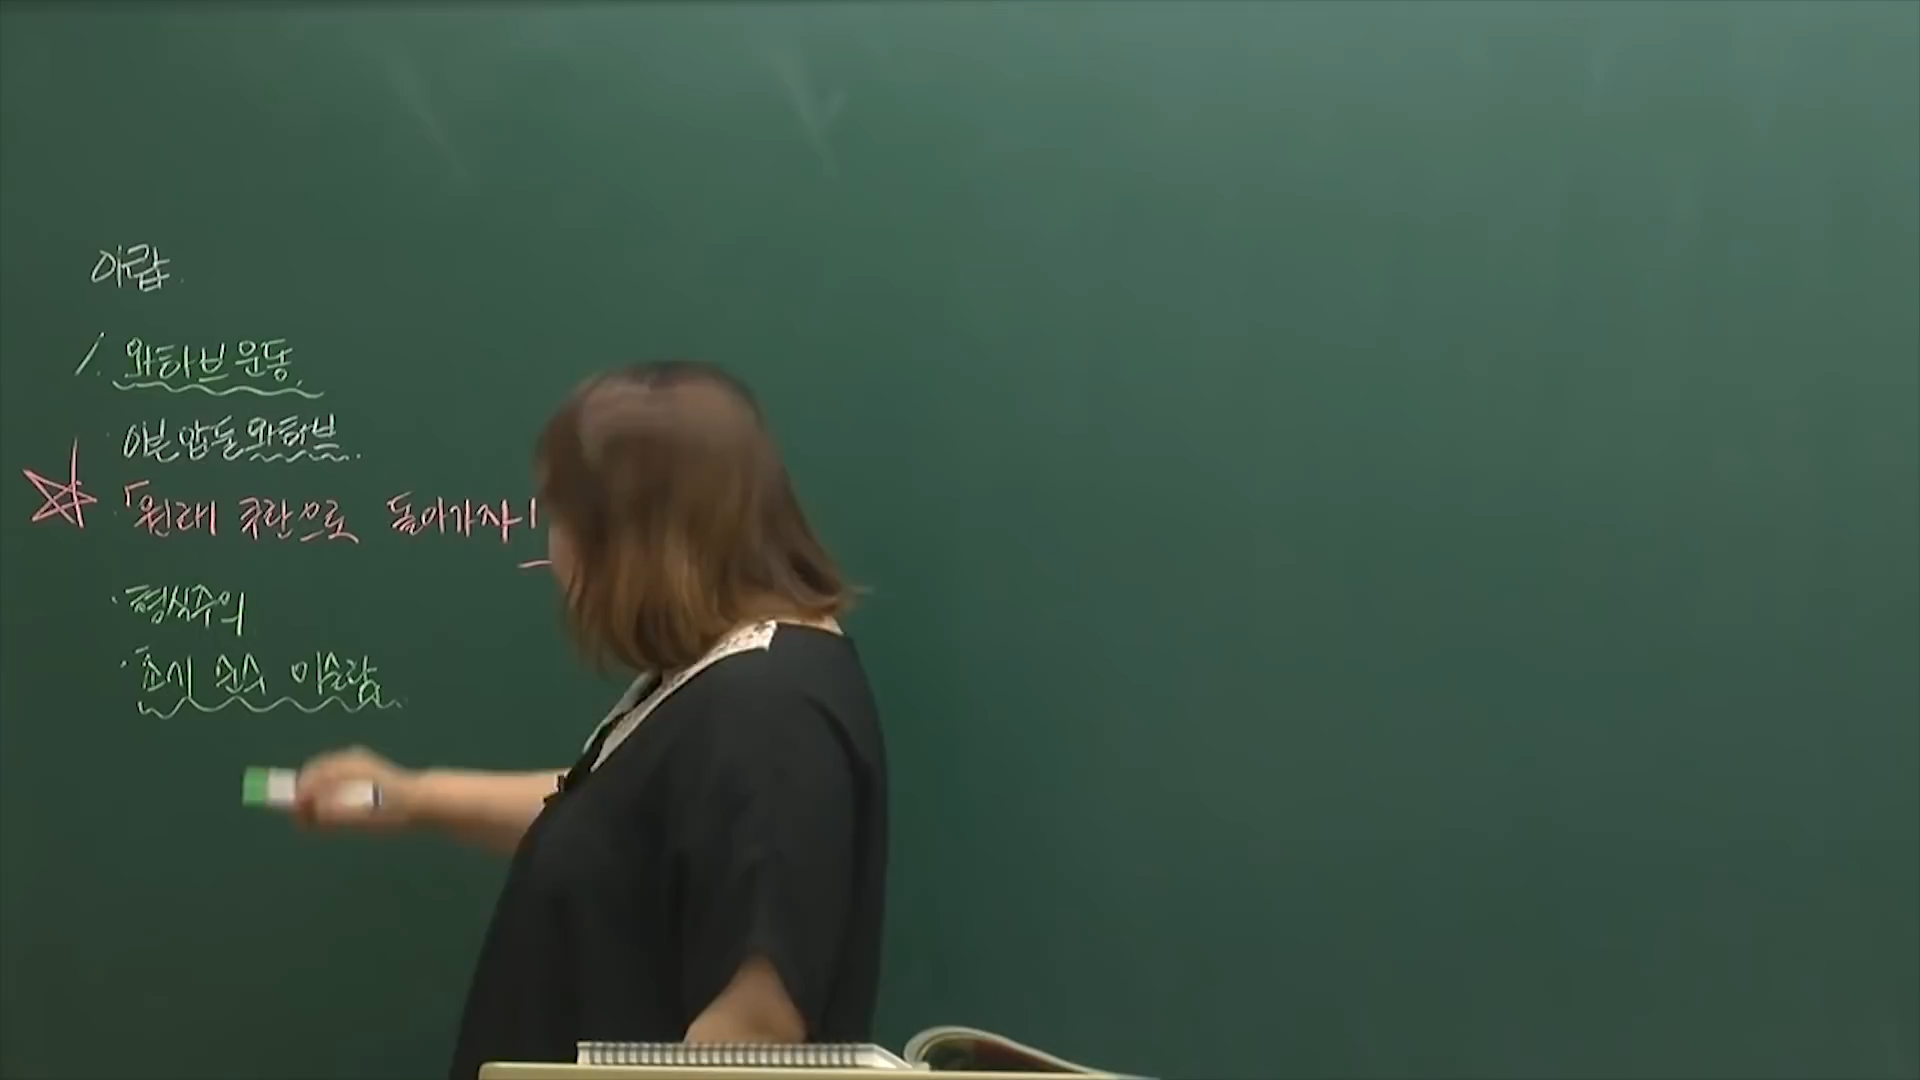 아랍
1. 와하브 운동.
· 이븐 압둘 와하브.
☆ ·「원래 쿠란으로 돌아가자!
· 형식주의
· 초기 순수 이슬람.